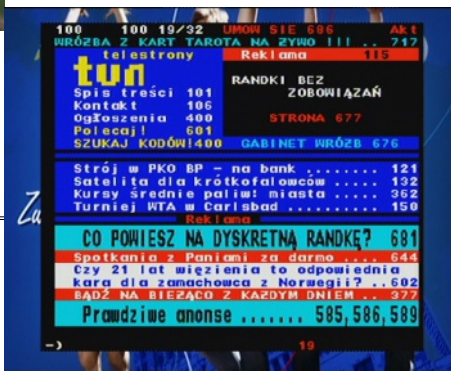 100 100 19/32 UMOW SIE 686 Akt
WRÓŻBA Z KART TAROTA NA ZYWO !!! .. 717
telestrony
tvn
Spis treści 101
Kontakt 106
Ogłoszenia 400
Polecaj! 601
SZUKAJ KODÓW!400
Reklama 115
RANDKI BEZ
ZOBOWIĄZAŃ
STRONA 677
GABINET WRÓŻB 676
Strój w PKO BP – na bank ........ 121
Satelita dla krótkofalowców ..... 132
Kursy średnie paliw: miasta ..... 362
Turniej WTA w Carlsbad .......... 150
Reklama
CO POWIESZ NA DYSKRETNĄ RANDKĘ? 681
Spotkania z Paniami za darmo .... 644
Czy 21 lat więzienia to odpowiednia
kara dla zamachowca z Norwegii? ..602
BĄDŹ NA BIEŻĄCO Z KAŻDYM DNIEM .. 377
Prawdziwe anonse ....... 585,586,589
–)
19